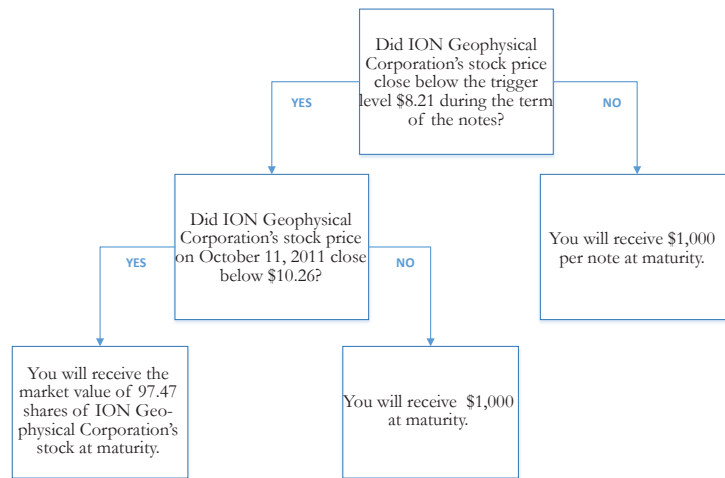 Did ION Geophysical
Corporation's stock price
close below the trigger
level $8.21 during the term
of the notes?
YES
NO
Did ION Geophysical
Corporation's stock price
on October 11, 2011 close
below $10.26?
You will receive $1,000
per note at maturity.
YES
NO
You will receive the
market value of 97.47
shares of ION Geo-
physical Corporation's
stock at maturity.
You will receive $1,000
at maturity.